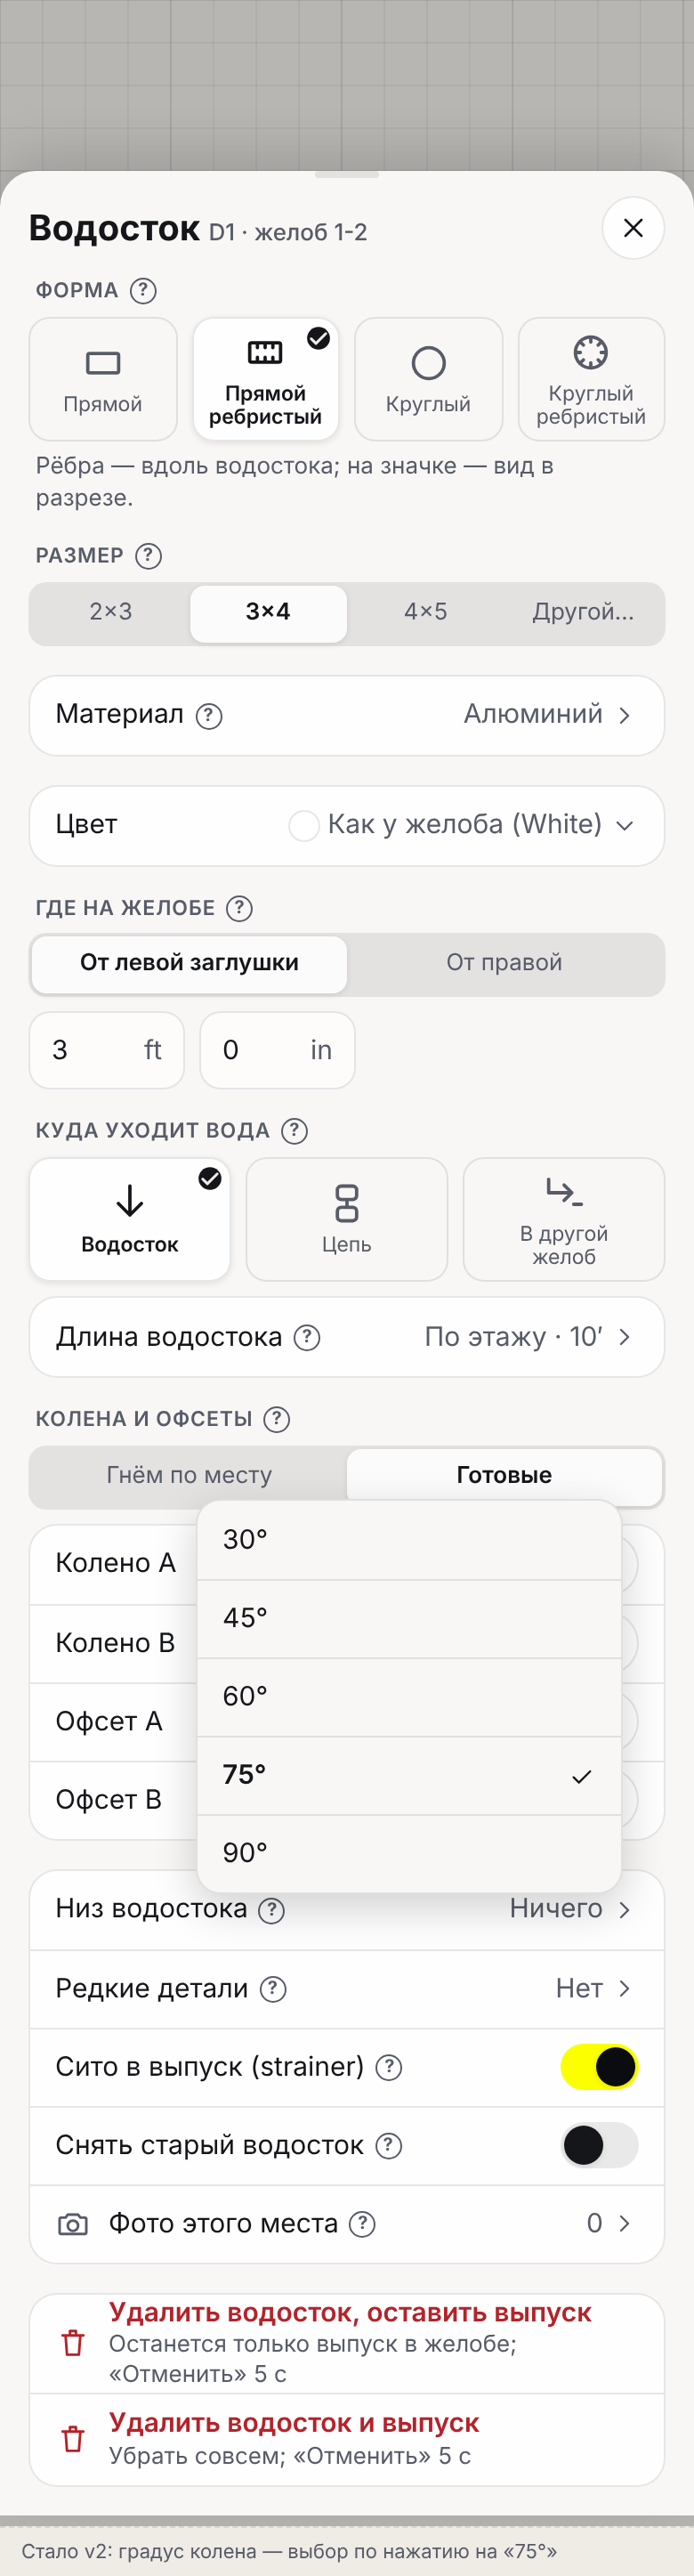 Водосток D1 · желоб 1-2
ФОРМА ?
Прямой
Прямой
ребристый
Круглый
Круглый
ребристый
Рёбра — вдоль водостока; на значке — вид в
разрезе.
РАЗМЕР ?
2×3 3×4 4×5 Другой...
Материал ? Алюминий
Цвет Как у желоба (White)
ГДЕ НА ЖЕЛОБЕ ?
От левой заглушки От правой
3 ft 0 in
КУДА УХОДИТ ВОДА ?
Водосток
Цепь
В другой
желоб
Длина водостока ? По этажу · 10′
КОЛЕНА И ОФСЕТЫ ?
Гнём по месту Готовые
30°
Колено A
45°
Колено B
60°
Офсет A
75°
Офсет B
90°
Низ водостока ? Ничего
Редкие детали ? Нет
Сито в выпуск (strainer) ?
Снять старый водосток ?
Фото этого места ? 0
Удалить водосток, оставить выпуск
Останется только выпуск в желобе;
«Отменить» 5 с
Удалить водосток и выпуск
Убрать совсем; «Отменить» 5 с
Стало v2: градус колена — выбор по нажатию на «75°»